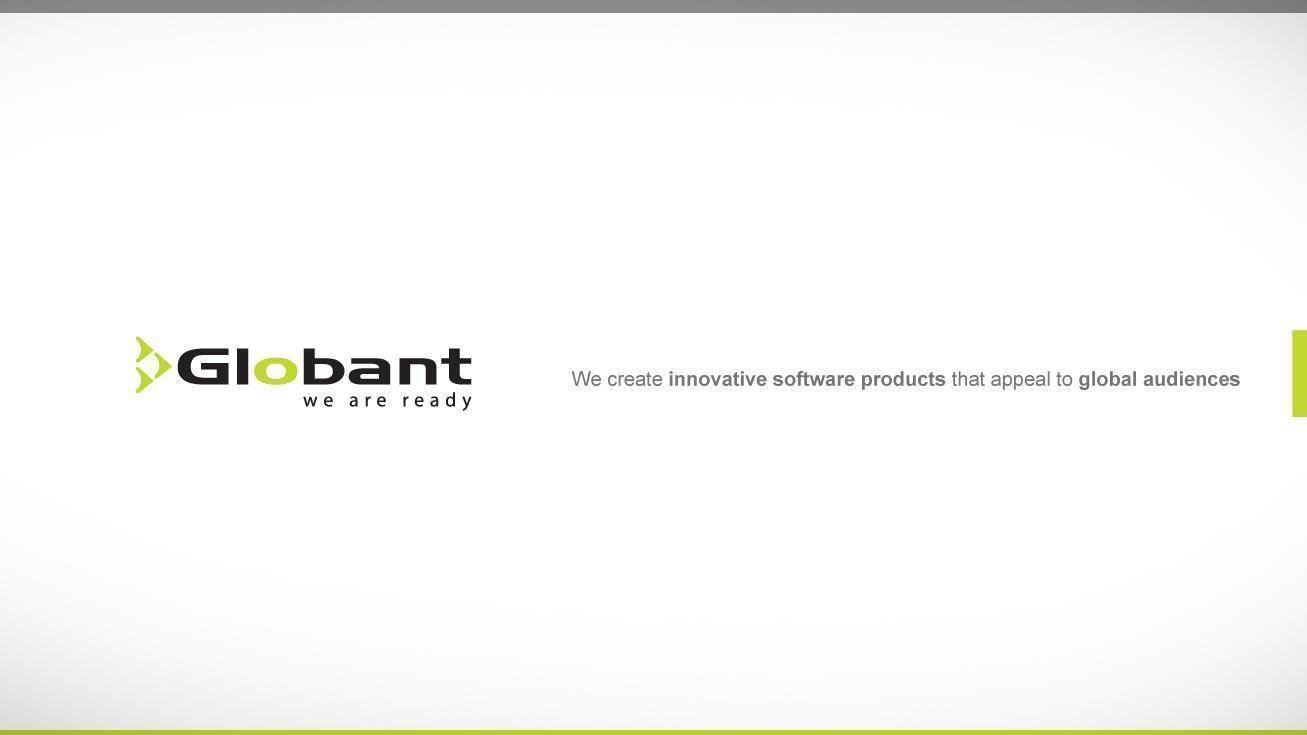 Globant
we are ready
We create innovative software products that appeal to global audiences